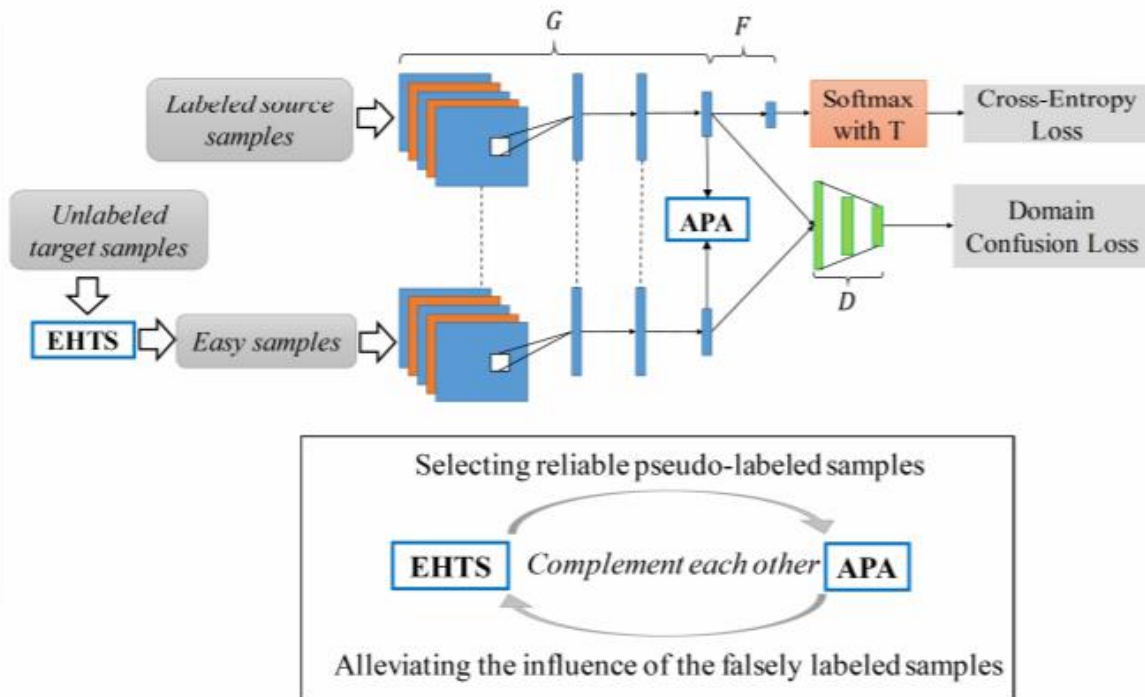 G
F
Labeled source
samples
Softmax
with T
Cross-Entropy
Loss
Unlabeled
target samples
APA
Domain
Confusion Loss
D
EHTS
Easy samples
Selecting reliable pseudo-labeled samples
EHTS
Complement each other
APA
Alleviating the influence of the falsely labeled samples